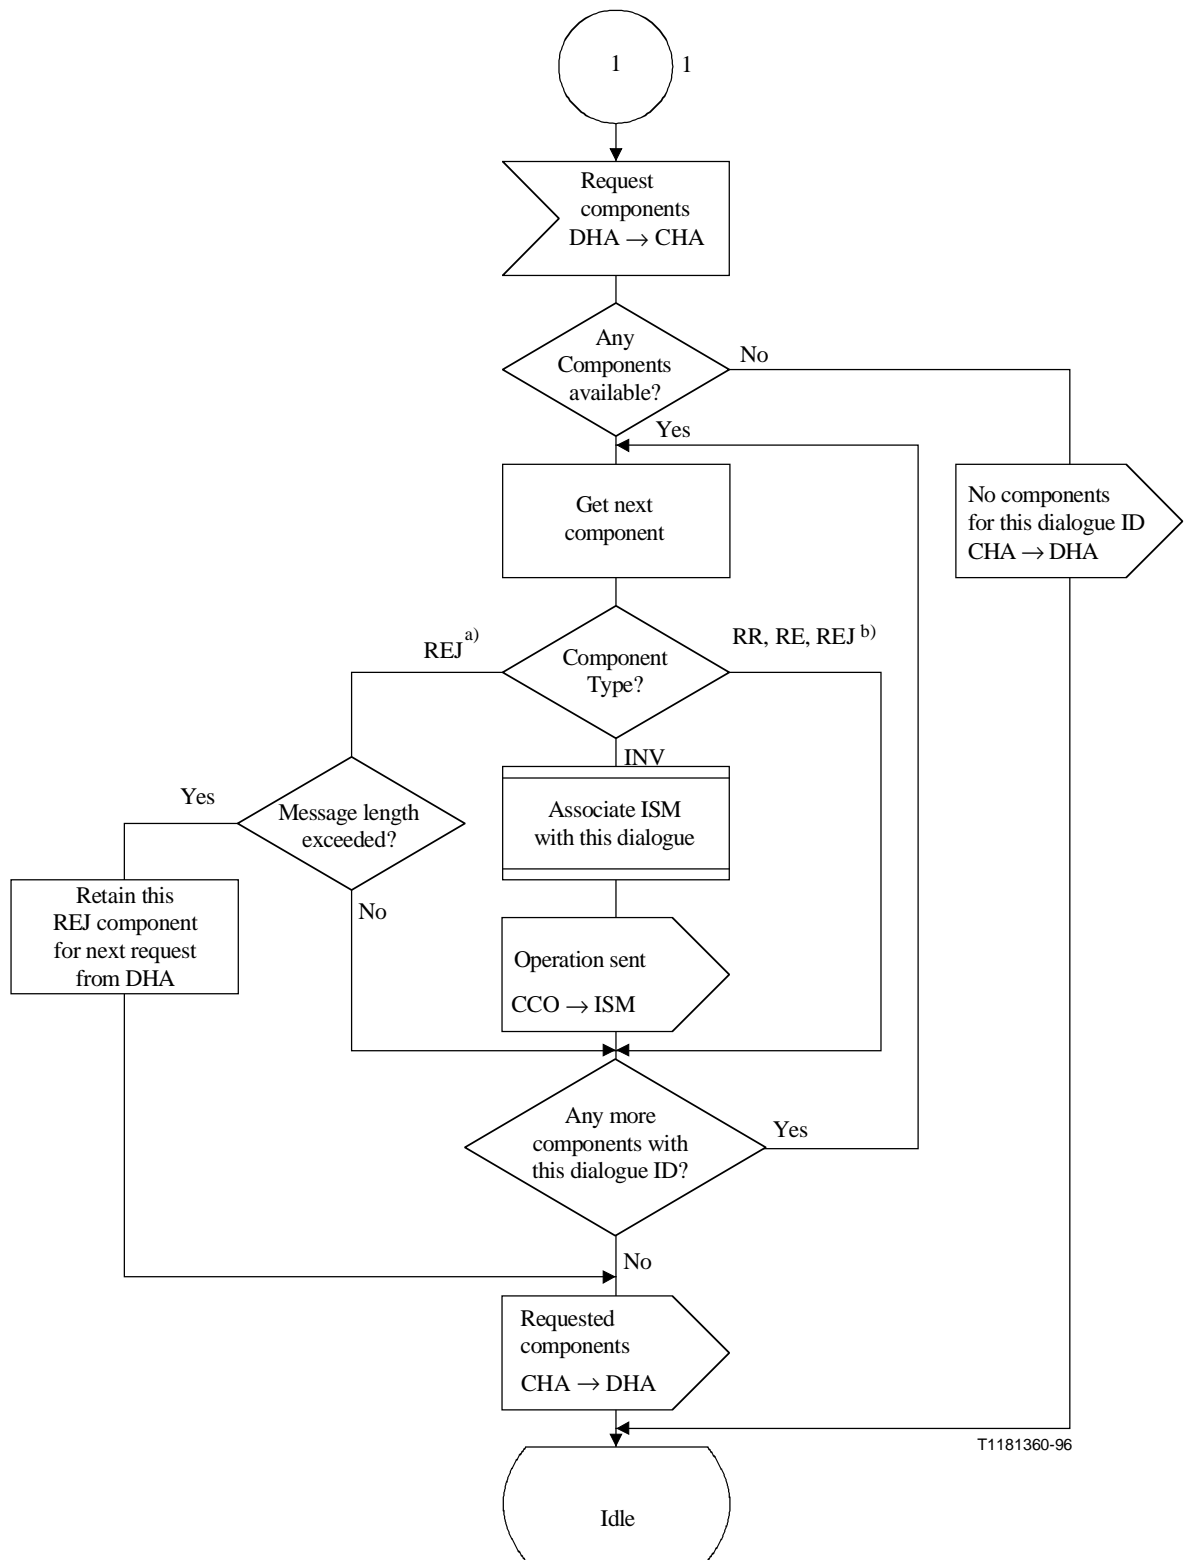 1
1
Request
components
DHA → CHA
Any
Components
available?
No
Yes
Get next
component
No components
for this dialogue ID
CHA → DHA
REJ a)
Component
Type?
RR, RE, REJ b)
INV
Yes
Message length
exceeded?
Associate ISM
with this dialogue
Retain this
REJ component
for next request
from DHA
No
Operation sent
CCO → ISM
Any more
components with
this dialogue ID?
Yes
No
Requested
components
CHA → DHA
T1181360-96
Idle